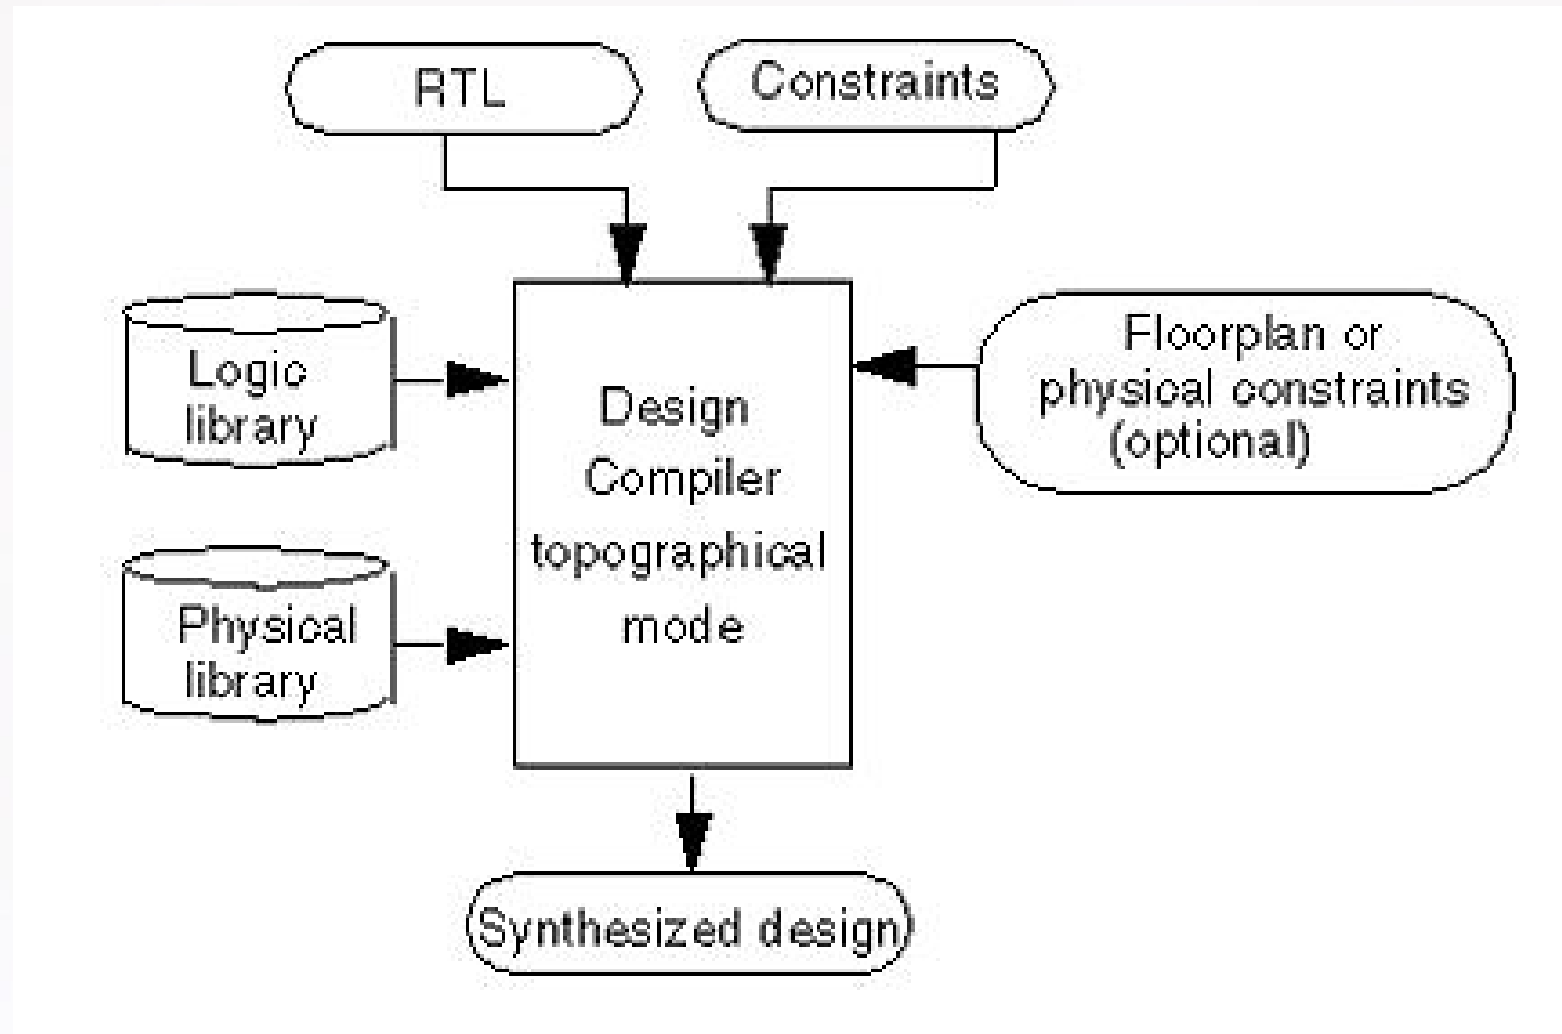 RTL
Constraints
Logic
library
Floorplan or
physical constraints
(optional)
Design
Compiler
topographical
mode
Physical
library
Synthesized design